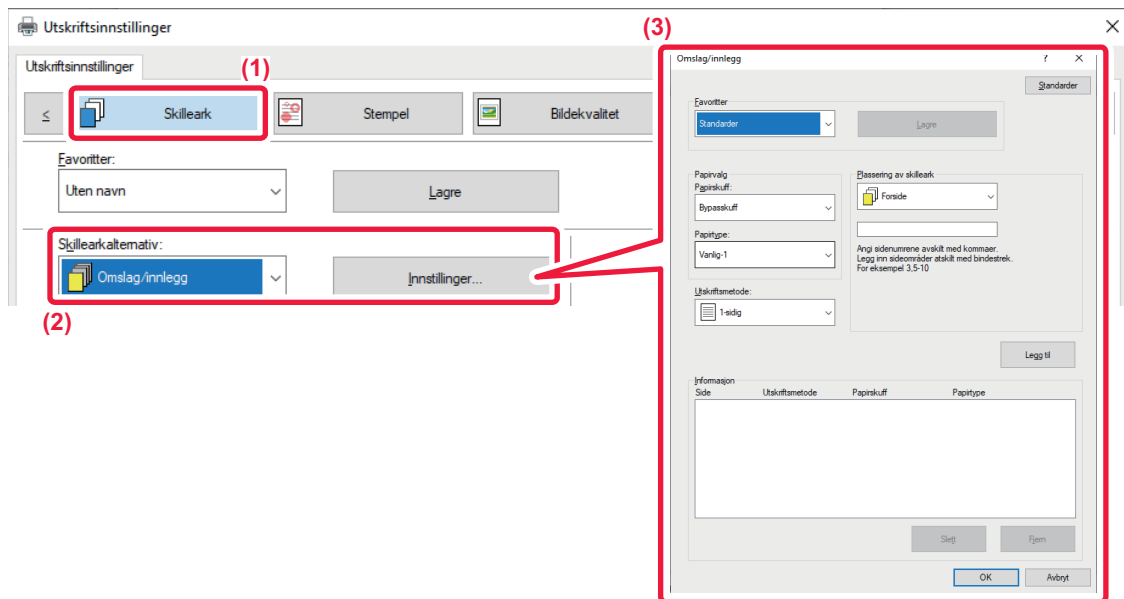 Utskriftsinnstillinger
Utskriftsinnstillinger
(1)
≤
Skilleark
Stempel
Bildekvalitet
Favoritter:
Uten navn
Lagre
Skillearkalternativ:
Omslag/innlegg
Innstillinger...
(2)
(3)
Omslag/innlegg
?
Standarder
Favoritter
Standarder
Lagre
Papirvalg
Papirskuff:
Bypasskuff
Papirtype:
Vanlig-1
Utskriftsmetode:
1-sidig
Plassering av skilleark
Forside
Angi sidenumrene avskilt med kommaer.
Legg inn sideområder atskilt med bindestrek.
For eksempel 3,5-10
Legg til
Informasjon
Side Utskriftsmetode Papirskuff Papirtype
Slett
Fjern
OK
Avbryt